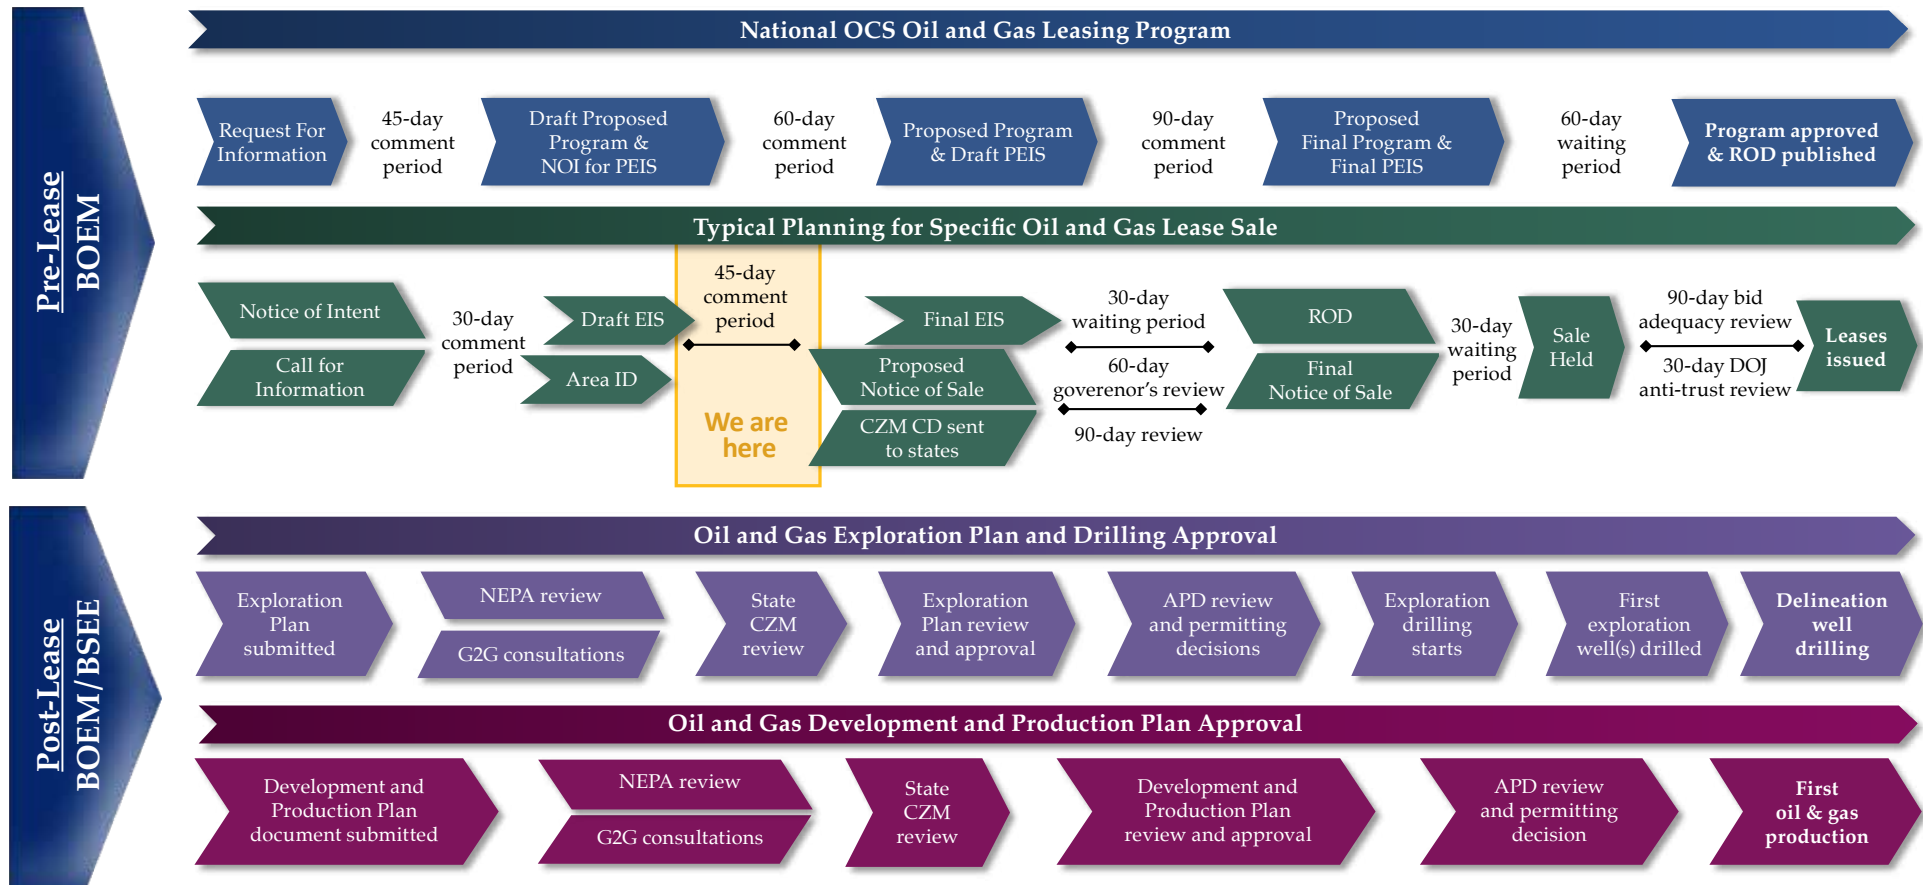 Pre-Lease
BOEM
National OCS Oil and Gas Leasing Program
Request For
Information
45-day
comment
period
Draft Proposed
Program &
NOI for PEIS
60-day
comment
period
Proposed Program
& Draft PEIS
90-day
comment
period
Proposed
Final Program &
Final PEIS
60-day
waiting
period
Program approved
& ROD published
Typical Planning for Specific Oil and Gas Lease Sale
Notice of Intent
Call for
Information
30-day
comment
period
Draft EIS
Area ID
45-day
comment
period
We are
here
Final EIS
Proposed
Notice of Sale
CZM CD sent
to states
30-day
waiting period
60-day
goverenor's review
90-day review
ROD
Final
Notice of Sale
30-day
waiting
period
Sale
Held
90-day bid
adequacy review
30-day DOJ
anti-trust review
Leases
issued
Post-Lease
BOEM/BSEE
Oil and Gas Exploration Plan and Drilling Approval
Exploration
Plan
submitted
NEPA review
G2G consultations
State
CZM
review
Exploration
Plan review
and approval
APD review
and permitting
decisions
Exploration
drilling
starts
First
exploration
well(s) drilled
Delineation
well
drilling
Oil and Gas Development and Production Plan Approval
Development and
Production Plan
document submitted
NEPA review
G2G consultations
State
CZM
review
Development and
Production Plan
review and approval
APD review
and permitting
decision
First
oil & gas
production